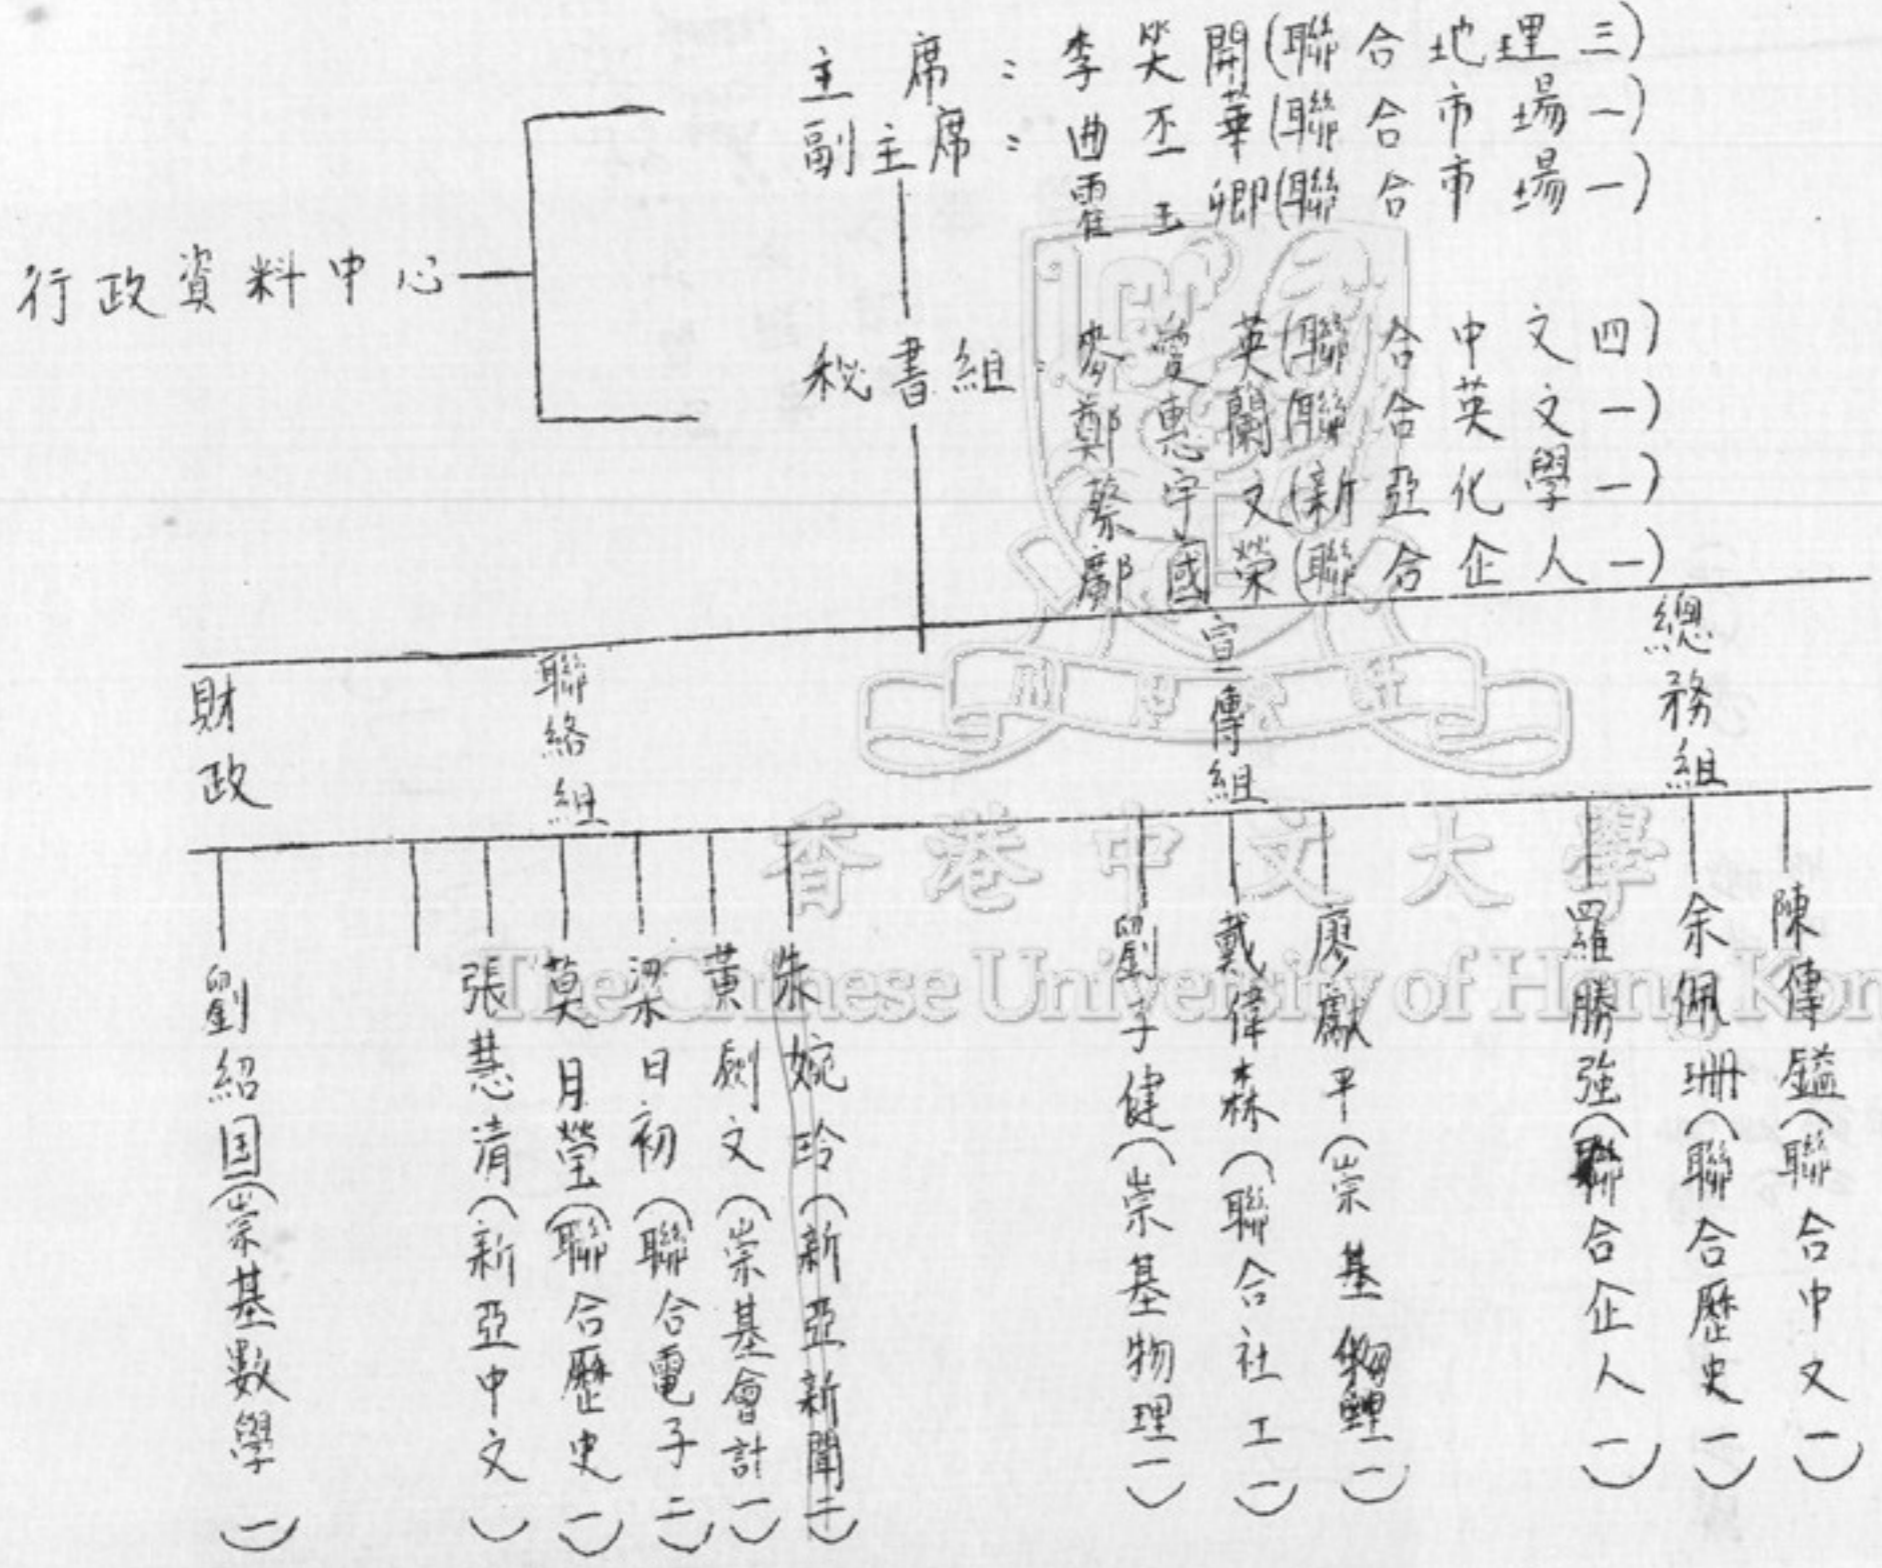 主席：李笑開（聯合地理三）
副主席：曲丕華（聯合市場一）
霍玉卿（聯合市場一）
行政資料中心
秘書組：麥愛英（聯合中文四）
鄭惠蘭（聯合英文一）
蔡宇文（新亞化學一）
鄺國榮（聯合企人一）
財政
聯絡組
宣傳組
總務組
劉紹国（崇基數學一）
張慧清（新亞中文）
莫月瑩（聯合歷史一）
梁日初（聯合電子二）
黃劍文（崇基會計一）
朱婉玲（新亞新聞二）
劉子健（崇基物理一）
戴偉森（聯合社工一）
廖獻平（崇基物理一）
羅勝強（聯合企人一）
余佩珊（聯合歷史一）
陳傳鎰（聯合中文一）
香港中文大學
The Chinese University of Hong Kon